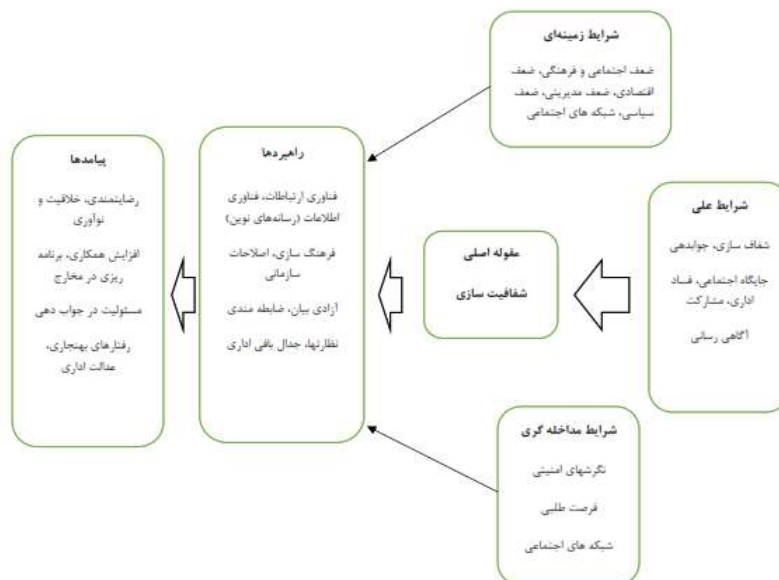 شرایط زمینه‌ای
ضعف اجتماعی و فرهنگی، ضعف
اقتصادی، ضعف مدیریتی، ضعف
سیاسی، شبکه های اجتماعی
شرایط علی
شفاف سازی، جوابدهی
جایگاه اجتماعی، فساد
اداری، مشارکت
آگاهی رسانی
مقوله اصلی
شفافیت سازی
راهبردها
فناوری ارتباطات، فناوری
اطلاعات (رسانه‌های نوین)
فرهنگ سازی، اصلاحات
سازمانی
آزادی بیان، ضابطه مندی
نظارتها، جدال باقی اداری
پیامدها
رضایتمندی، خلاقیت و
نوآوری
افزایش همکاری، برنامه
ریزی در مخارج
مسئولیت در جواب دهی
رفتارهای بهنجاری،
عدالت اداری
شرایط مداخله گری
نگرشهای امنیتی
فرصت طلبی
شبکه های اجتماعی